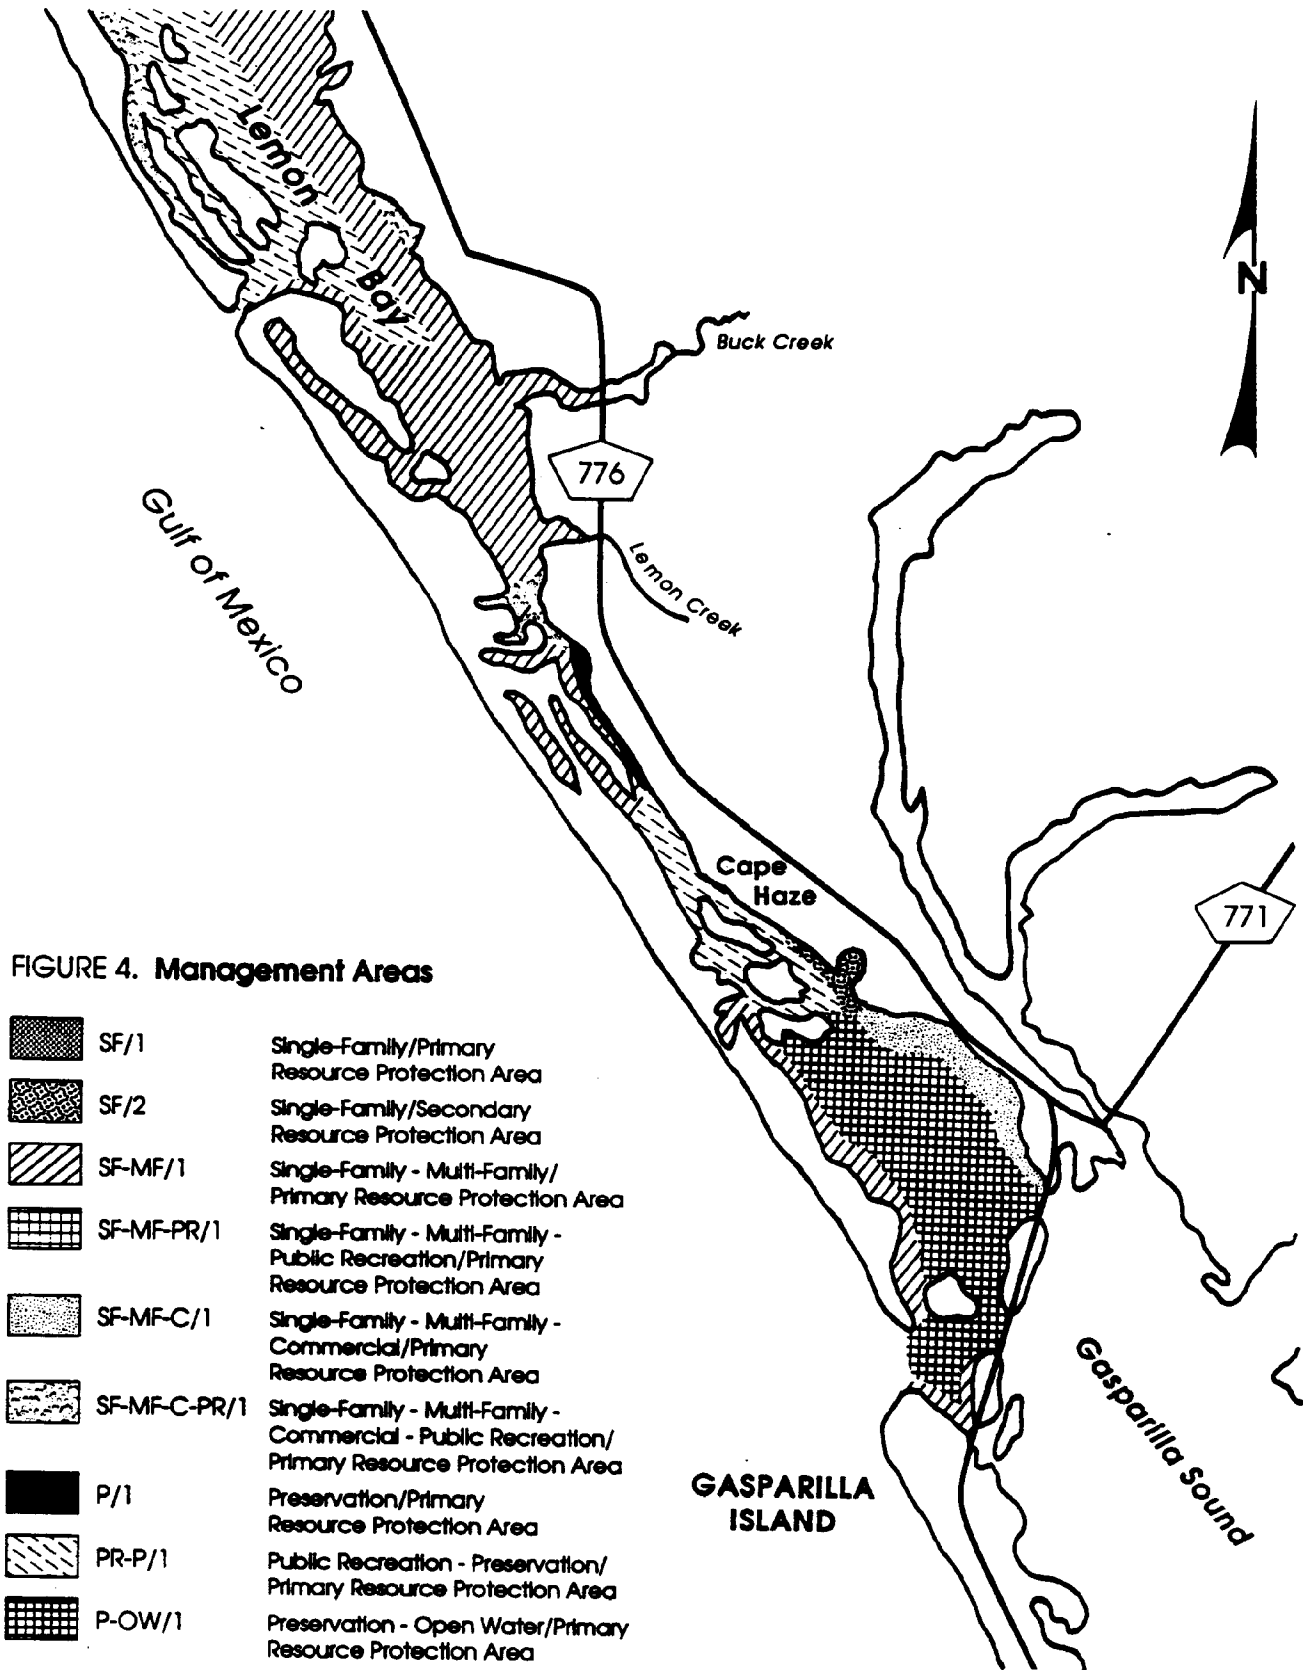 Lemon
Bay
N
Buck Creek
776
Gulf of Mexico
Lemon Creek
Cape
Haze
771
FIGURE 4. Management Areas
SF/1 Single-Family/Primary
Resource Protection Area
SF/2 Single-Family/Secondary
Resource Protection Area
SF-MF/1 Single-Family - Multi-Family/
Primary Resource Protection Area
SF-MF-PR/1 Single-Family - Multi-Family -
Public Recreation/Primary
Resource Protection Area
SF-MF-C/1 Single-Family - Multi-Family -
Commercial/Primary
Resource Protection Area
SF-MF-C-PR/1 Single-Family - Multi-Family -
Commercial - Public Recreation/
Primary Resource Protection Area
P/1 Preservation/Primary
Resource Protection Area
PR-P/1 Public Recreation - Preservation/
Primary Resource Protection Area
P-OW/1 Preservation - Open Water/Primary
Resource Protection Area
GASPARILLA
ISLAND
Gasparilla Sound